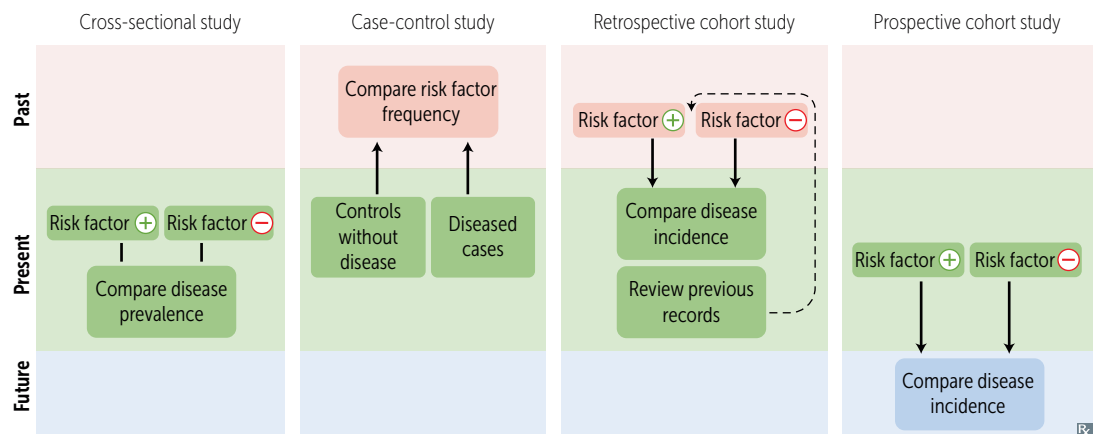 Cross-sectional study
Case-control study
Retrospective cohort study
Prospective cohort study
Past
Present
Future
Risk factor +
Risk factor −
Compare disease
prevalence
Compare risk factor
frequency
Controls
without
disease
Diseased
cases
Risk factor +
Risk factor −
Compare disease
incidence
Review previous
records
Risk factor +
Risk factor −
Compare disease
incidence
Rx